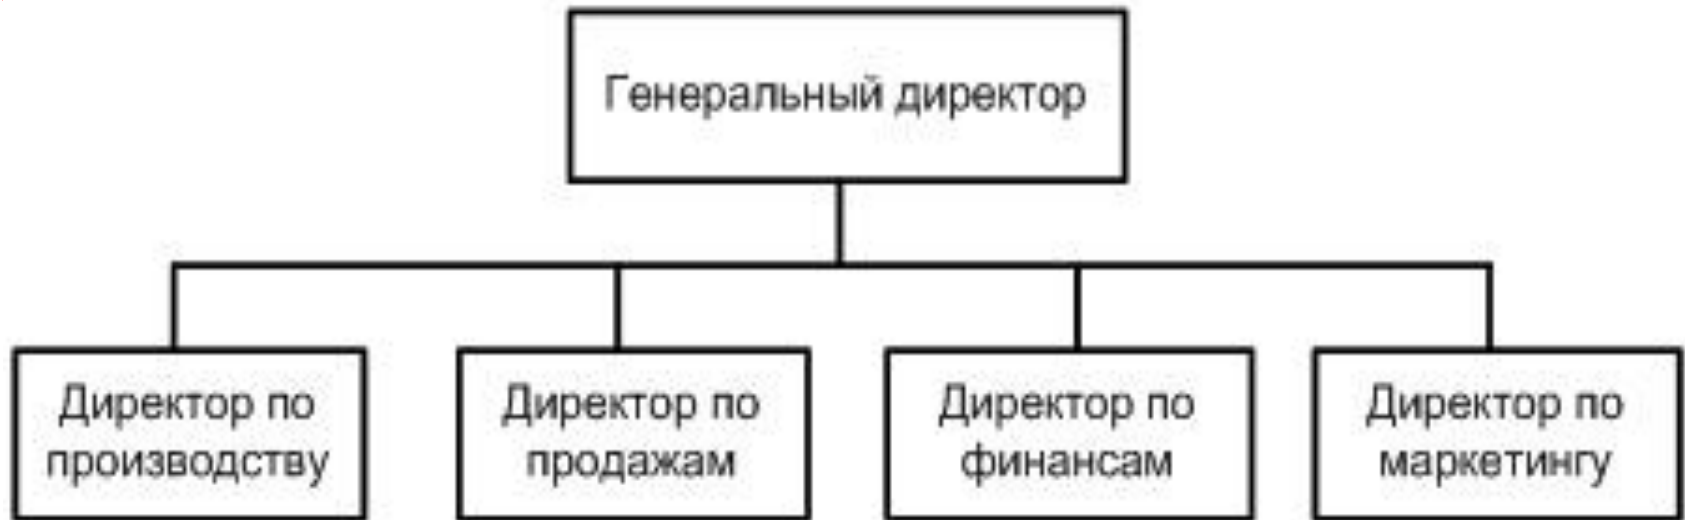 Генеральный директор
Директор по
производству
Директор по
продажам
Директор по
финансам
Директор по
маркетингу